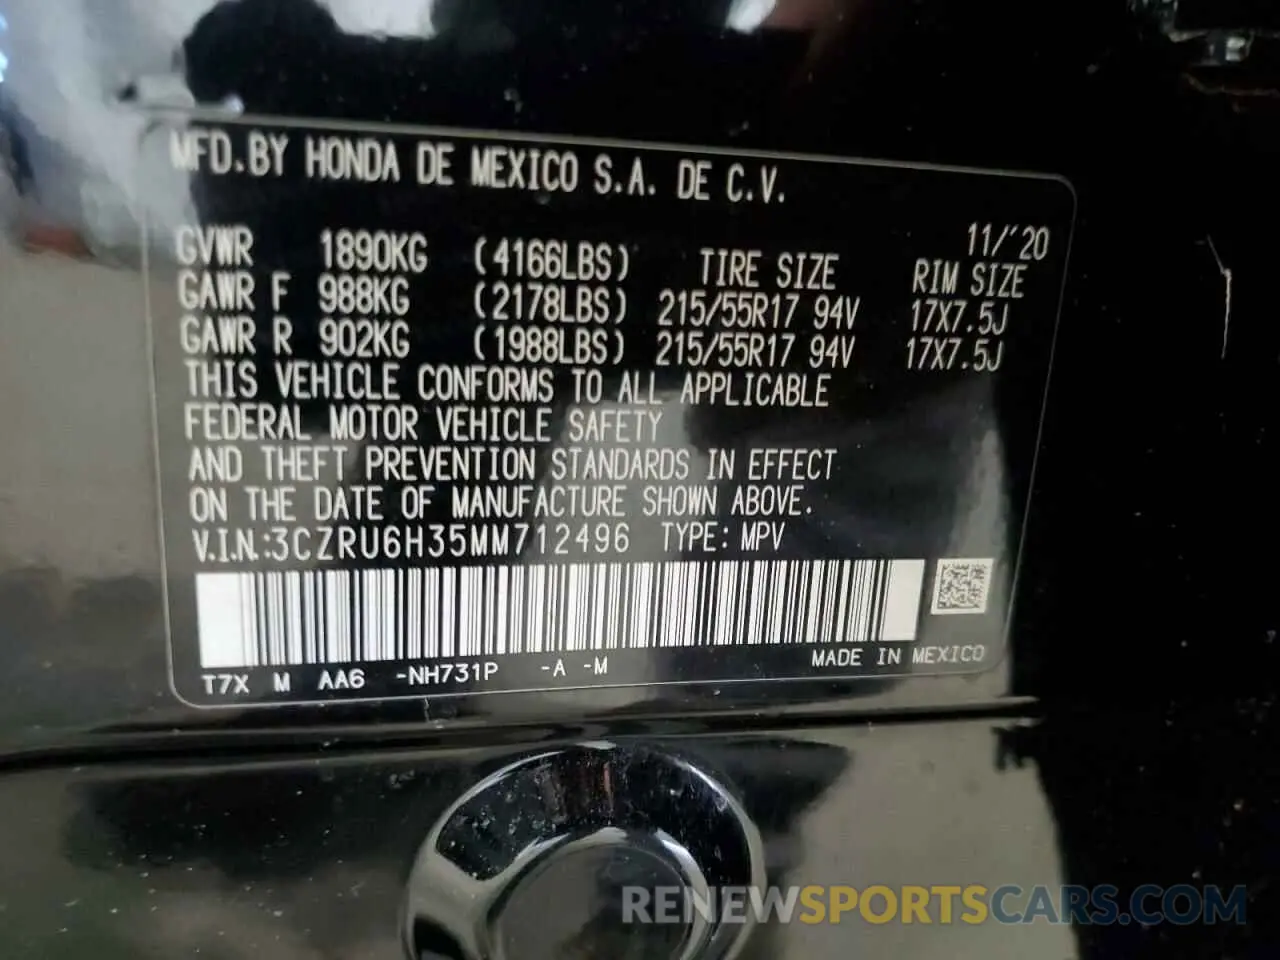 MFD.BY HONDA DE MEXICO S.A. DE C.V.
11/'20
GVWR 1890KG (4166LBS) TIRE SIZE RIM SIZE
GAWR F 988KG (2178LBS) 215/55R17 94V 17X7.5J
GAWR R 902KG (1988LBS) 215/55R17 94V 17X7.5J
THIS VEHICLE CONFORMS TO ALL APPLICABLE
FEDERAL MOTOR VEHICLE SAFETY
AND THEFT PREVENTION STANDARDS IN EFFECT
ON THE DATE OF MANUFACTURE SHOWN ABOVE.
V.I.N.:3CZRU6H35MM712496 TYPE: MPV
T7X M AA6 -NH731P -A -M MADE IN MEXICO
RENEWSPORTSCARS.COM